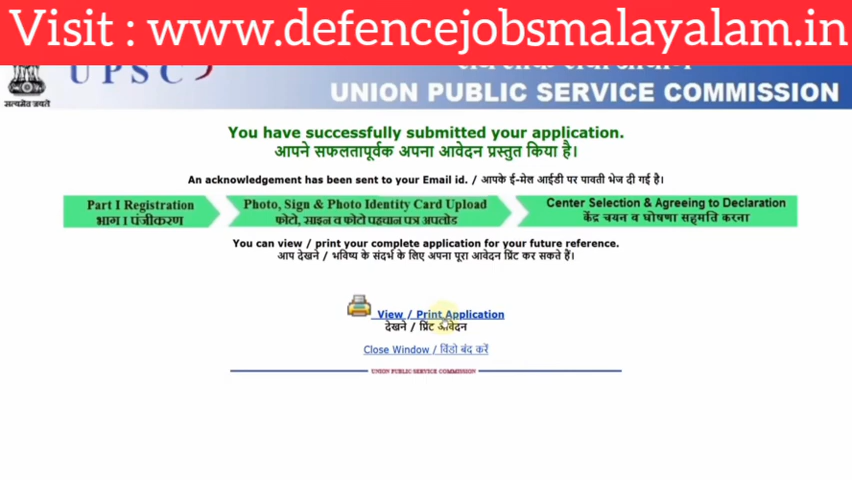 Visit : www.defencejobsmalayalam.in
UPSC
सत्यमेव जयते
UNION PUBLIC SERVICE COMMISSION
You have successfully submitted your application.
आपने सफलतापूर्वक अपना आवेदन प्रस्तुत किया है।
An acknowledgement has been sent to your Email id. / आपके ई-मेल आईडी पर पावती भेज दी गई है।
Part I Registration
भाग I पंजीकरण
Photo, Sign & Photo Identity Card Upload
फोटो, साइन व फोटो पहचान पत्र अपलोड
Center Selection & Agreeing to Declaration
केंद्र चयन व घोषणा सहमति करना
You can view / print your complete application for your future reference.
आप देखने / भविष्य के संदर्भ के लिए अपना पूरा आवेदन प्रिंट कर सकते हैं।
View / Print Application
देखने / प्रिंट आवेदन
Close Window / विंडो बंद करें
UNION PUBLIC SERVICE COMMISSION